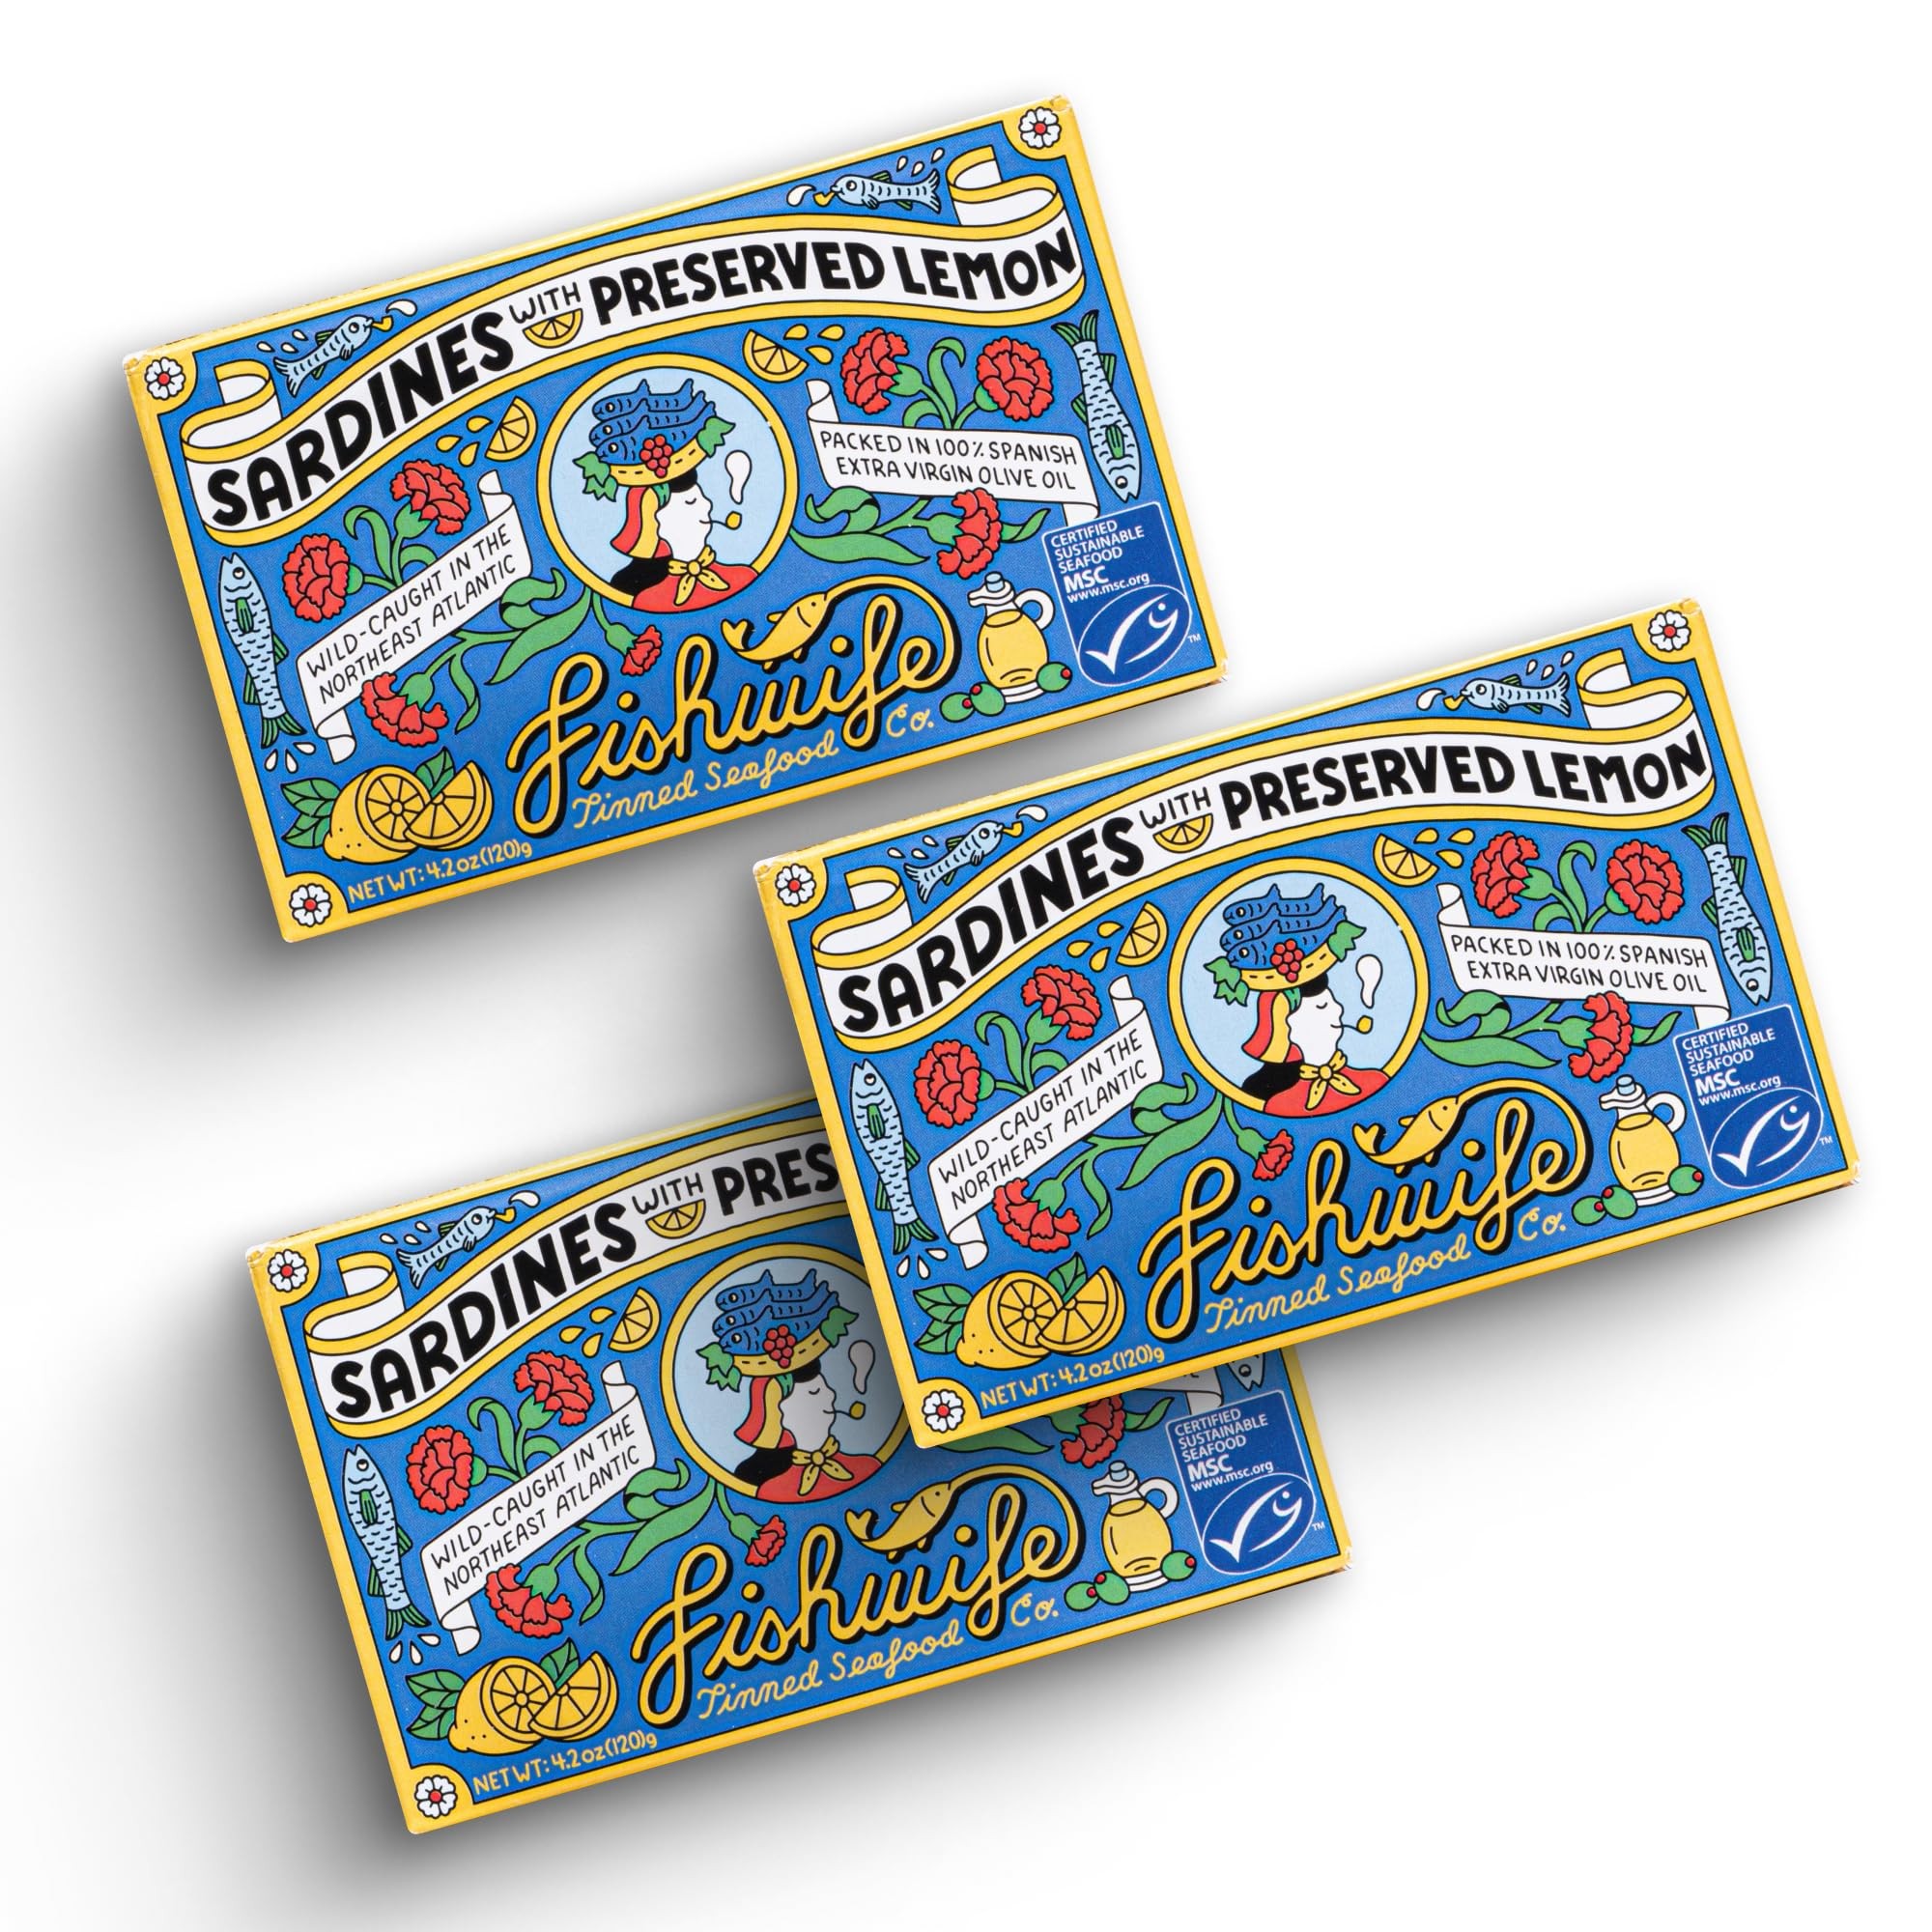 SARDINES WITH PRESERVED LEMON
PACKED IN 100% SPANISH
EXTRA VIRGIN OLIVE OIL
WILD-CAUGHT IN THE
NORTHEAST ATLANTIC
CERTIFIED
SUSTAINABLE
SEAFOOD
MSC
www.msc.org
TM
Fishwife
Tinned Seafood Co.
NET WT: 4.2oz(120)g
SARDINES WITH PRESERVED LEMON
PACKED IN 100% SPANISH
EXTRA VIRGIN OLIVE OIL
WILD-CAUGHT IN THE
NORTHEAST ATLANTIC
CERTIFIED
SUSTAINABLE
SEAFOOD
MSC
www.msc.org
TM
Fishwife
Tinned Seafood Co.
NET WT: 4.2oz(120)g
SARDINES WITH PRES
WILD-CAUGHT IN THE
NORTHEAST ATLANTIC
CERTIFIED
SUSTAINABLE
SEAFOOD
MSC
www.msc.org
TM
Fishwife
Tinned Seafood Co.
NET WT: 4.2oz(120)g